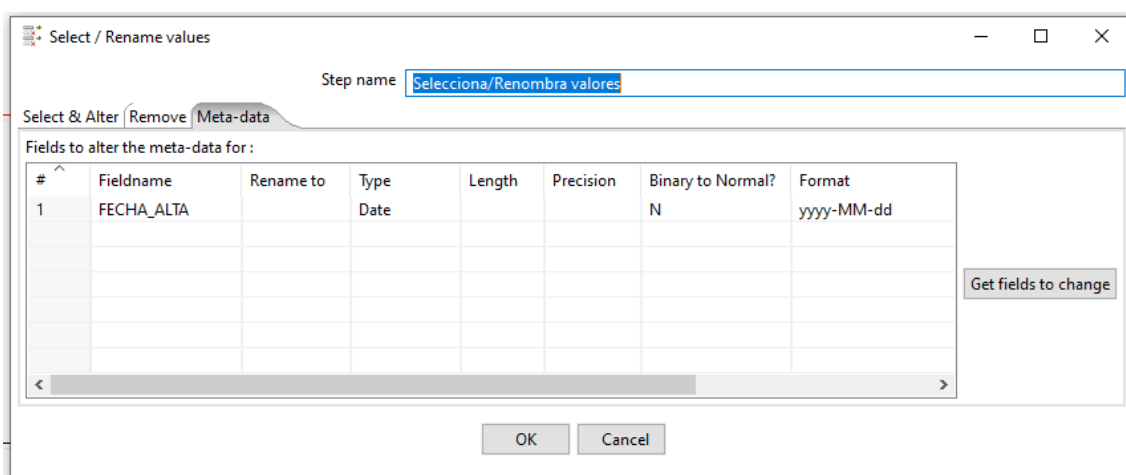 Select / Rename values
Step name Selecciona/Renombra valores
Select & Alter Remove Meta-data
Fields to alter the meta-data for :
# Fieldname Rename to Type Length Precision Binary to Normal? Format
1 FECHA_ALTA Date N yyyy-MM-dd
Get fields to change
OK Cancel